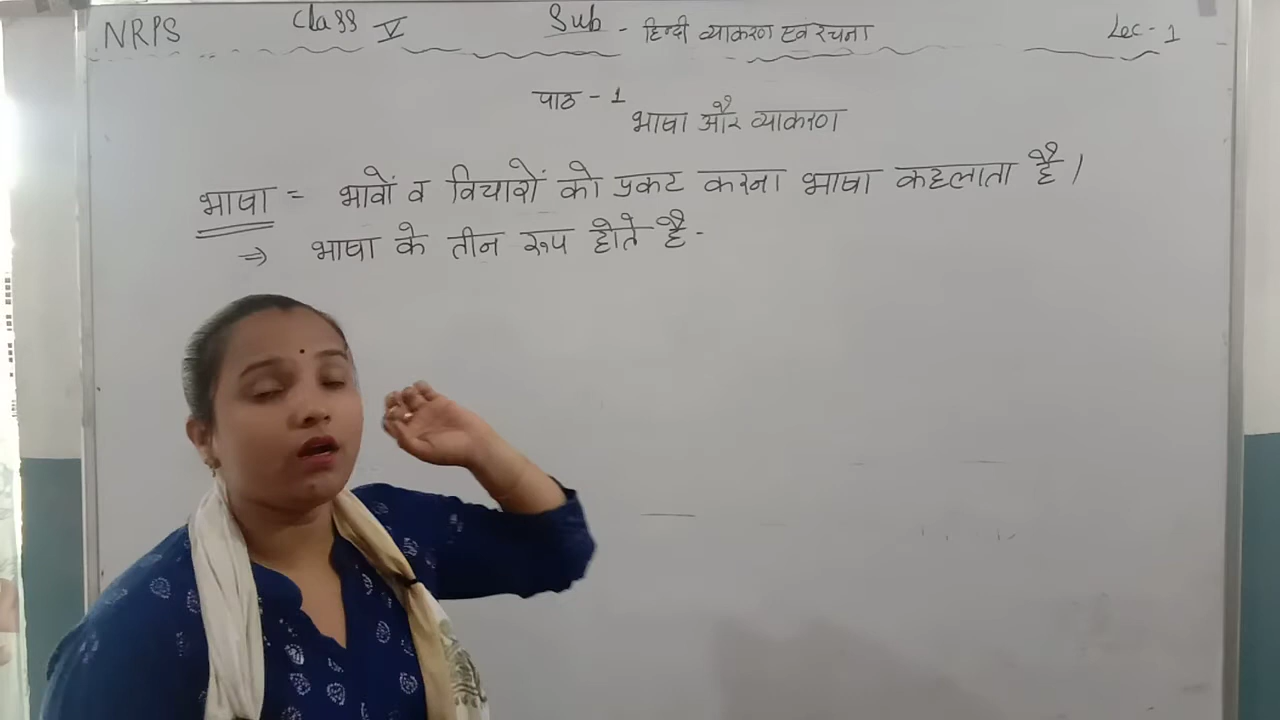 NRPS Class V Sub - हिन्दी व्याकरण एवं रचना Lec - 1
पाठ - 1
भाषा और व्याकरण
भाषा = भावों व विचारों को प्रकट करना भाषा कहलाता है।
⇒ भाषा के तीन रूप होते है -